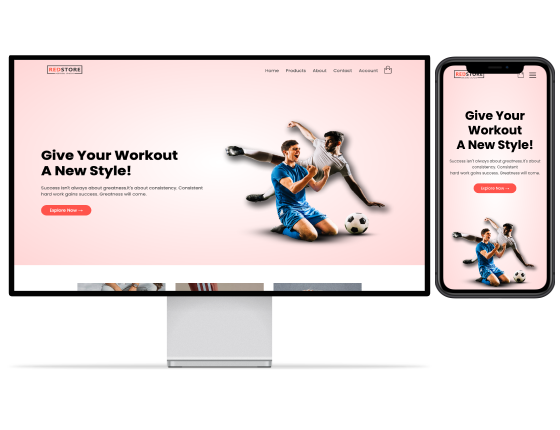 REDSTORE
Home Products About Contact Account
Give Your Workout
A New Style!
Success isn't always about greatness,it's about consistency. Consistent
hard work gains success. Greatness will come.
Explore Now →
REDSTORE
Give Your
Workout
A New Style!
Success isn't always about greatness,it's about
consistency. Consistent
hard work gains success. Greatness will come.
Explore Now →